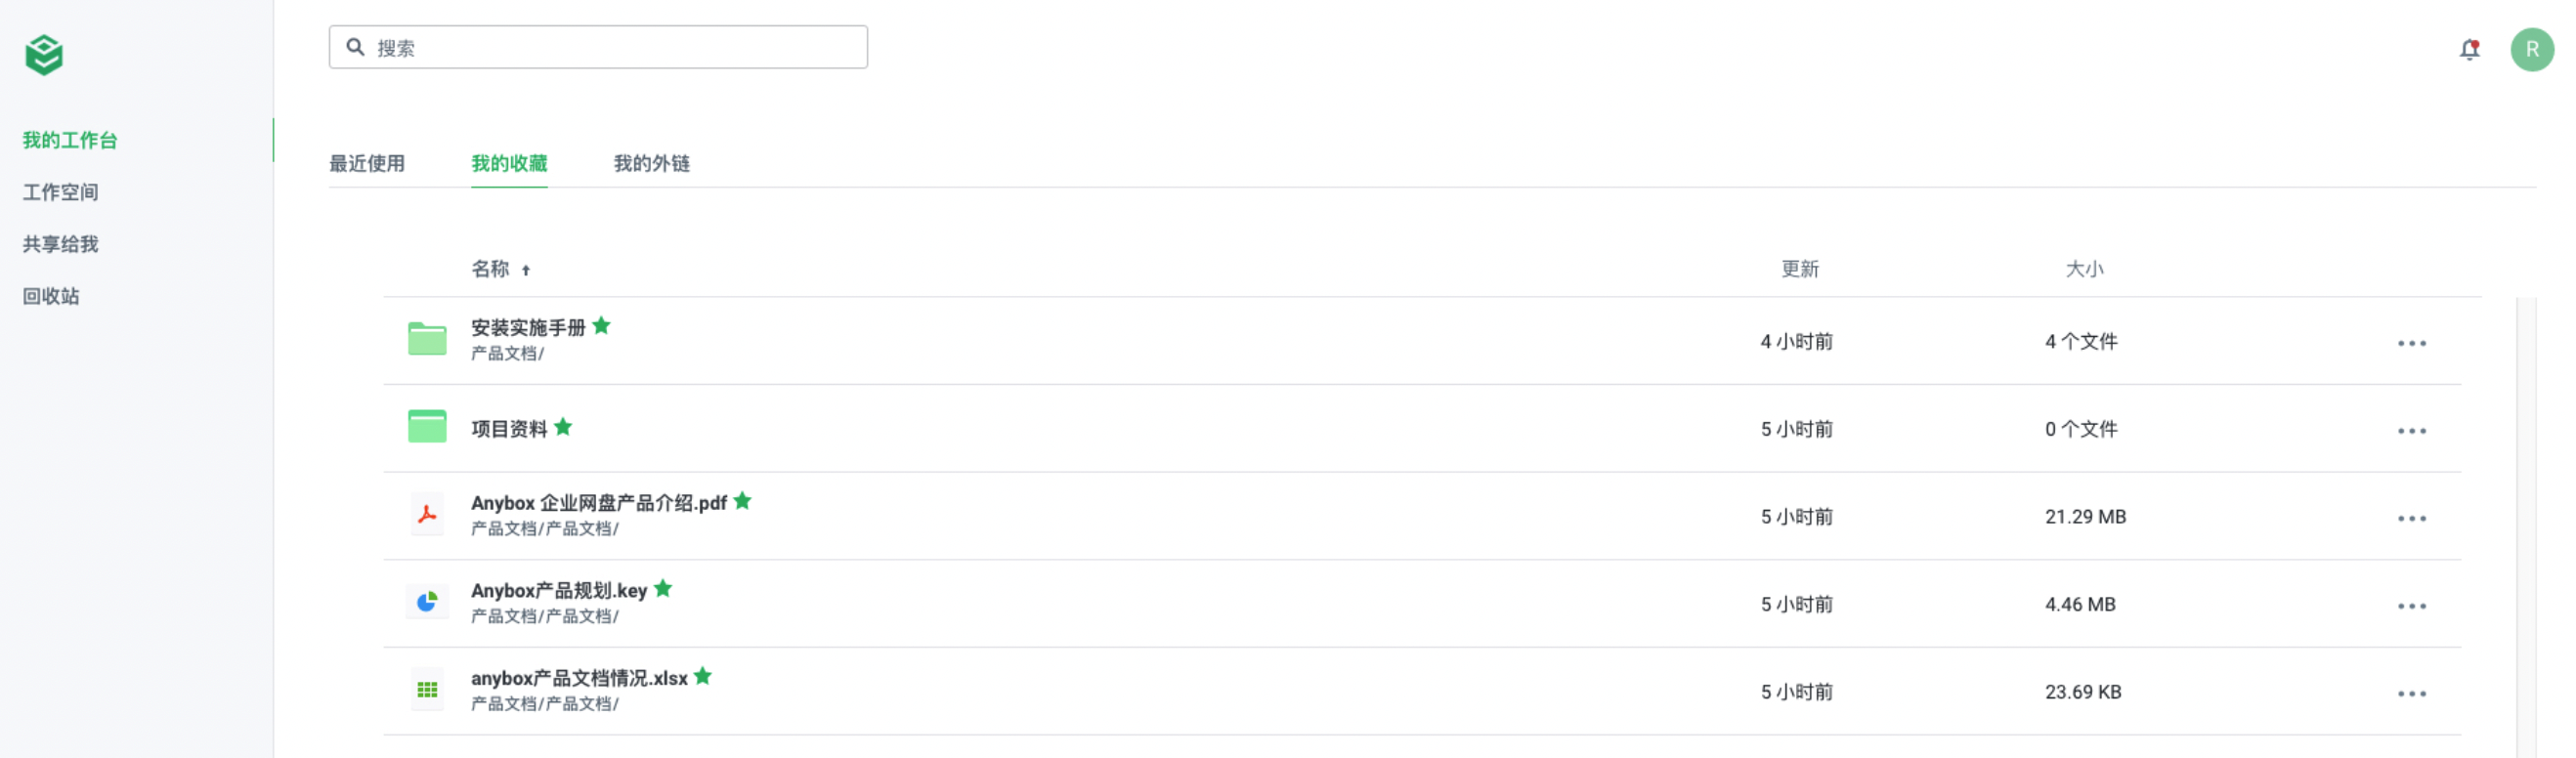 搜索
R
我的工作台
工作空间
共享给我
回收站
最近使用 我的收藏 我的外链
名称 更新 大小
安装实施手册 4 小时前 4 个文件
产品文档/
项目资料 5 小时前 0 个文件
Anybox 企业网盘产品介绍.pdf 5 小时前 21.29 MB
产品文档/产品文档/
Anybox产品规划.key 5 小时前 4.46 MB
产品文档/产品文档/
anybox产品文档情况.xlsx 5 小时前 23.69 KB
产品文档/产品文档/